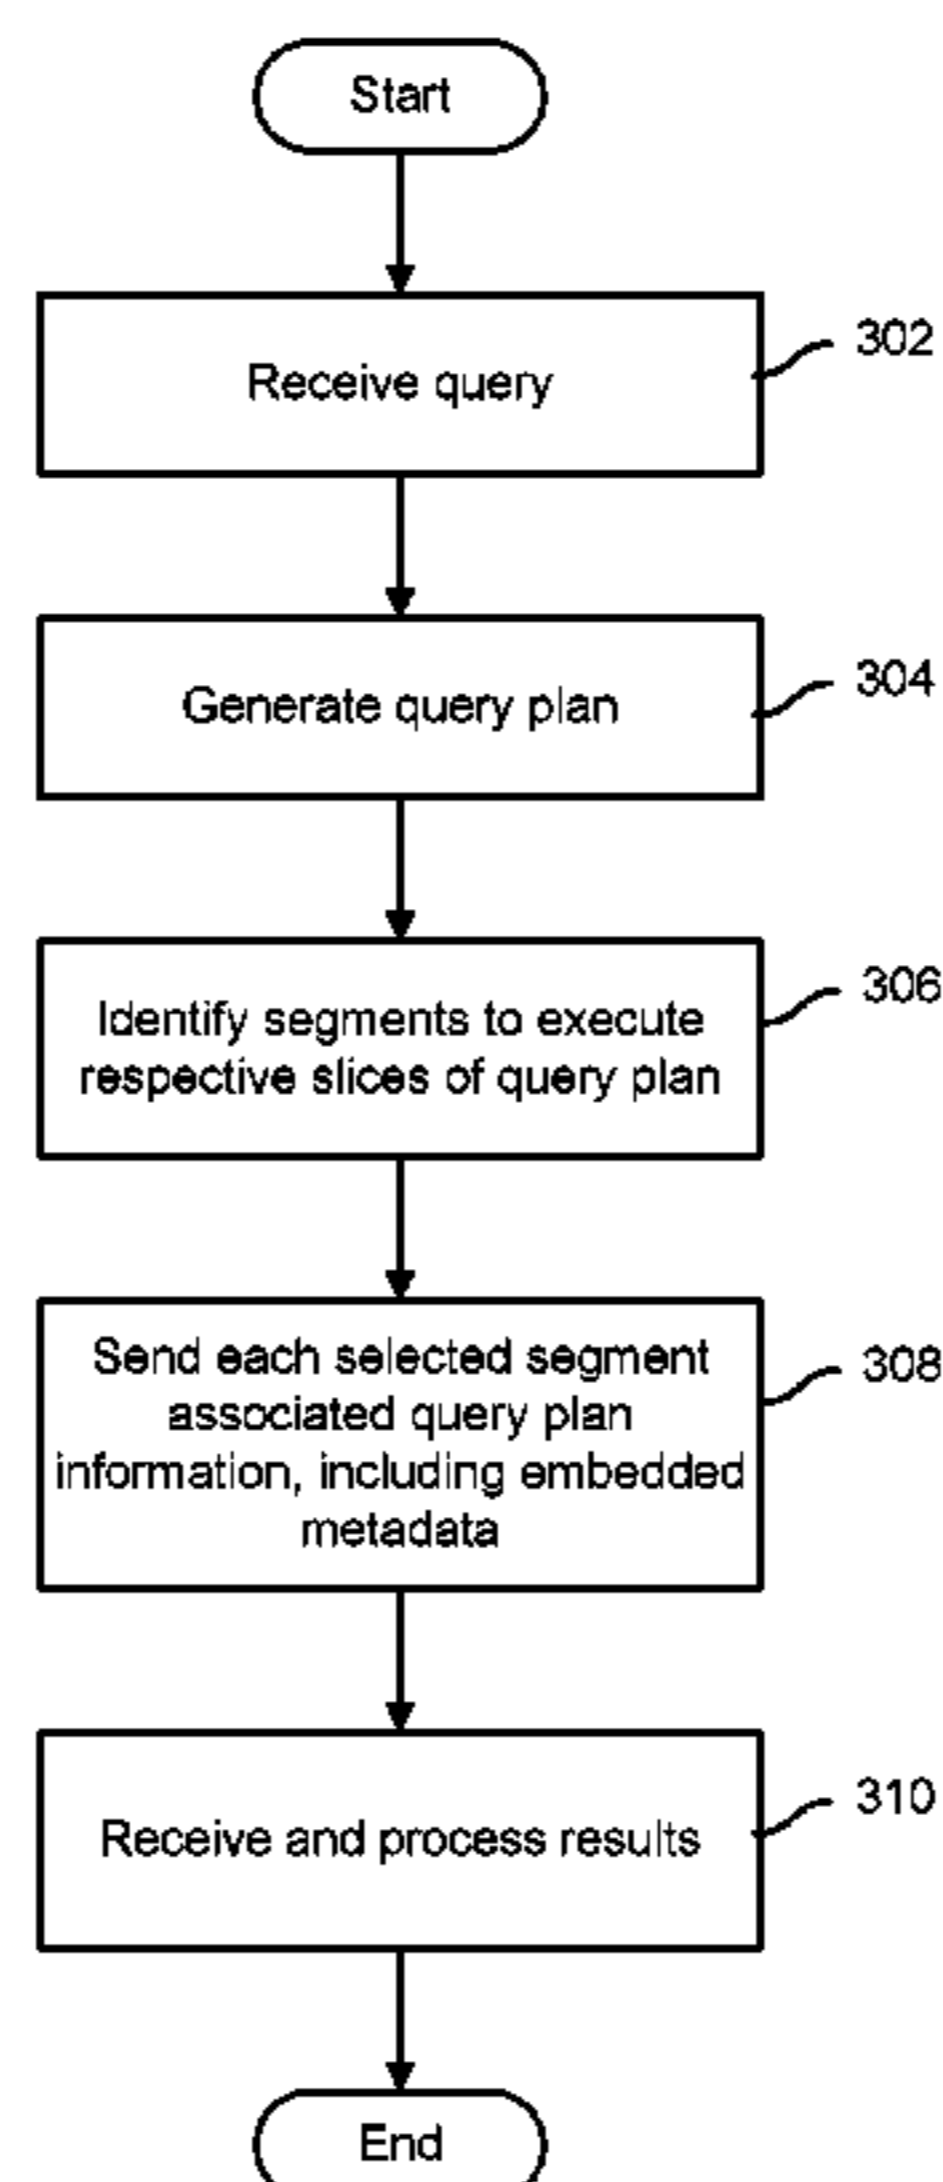 Start
Receive query
302
Generate query plan
304
Identify segments to execute
respective slices of query plan
306
Send each selected segment
associated query plan
information, including embedded
metadata
308
Receive and process results
310
End